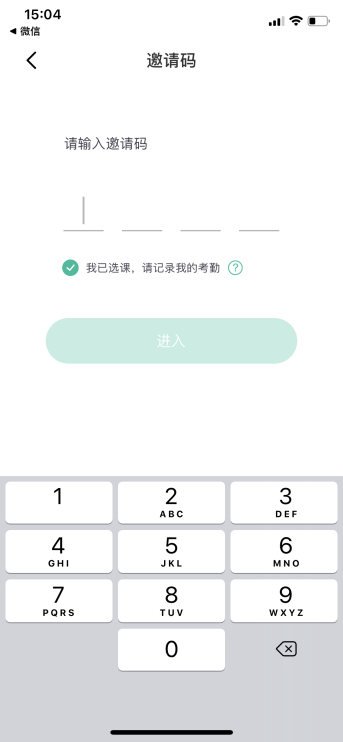 15:04
◀ 微信
邀请码
请输入邀请码
我已选课，请记录我的考勤 ?
进入
1
2
ABC
3
DEF
4
GHI
5
JKL
6
MNO
7
PQRS
8
TUV
9
WXYZ
0